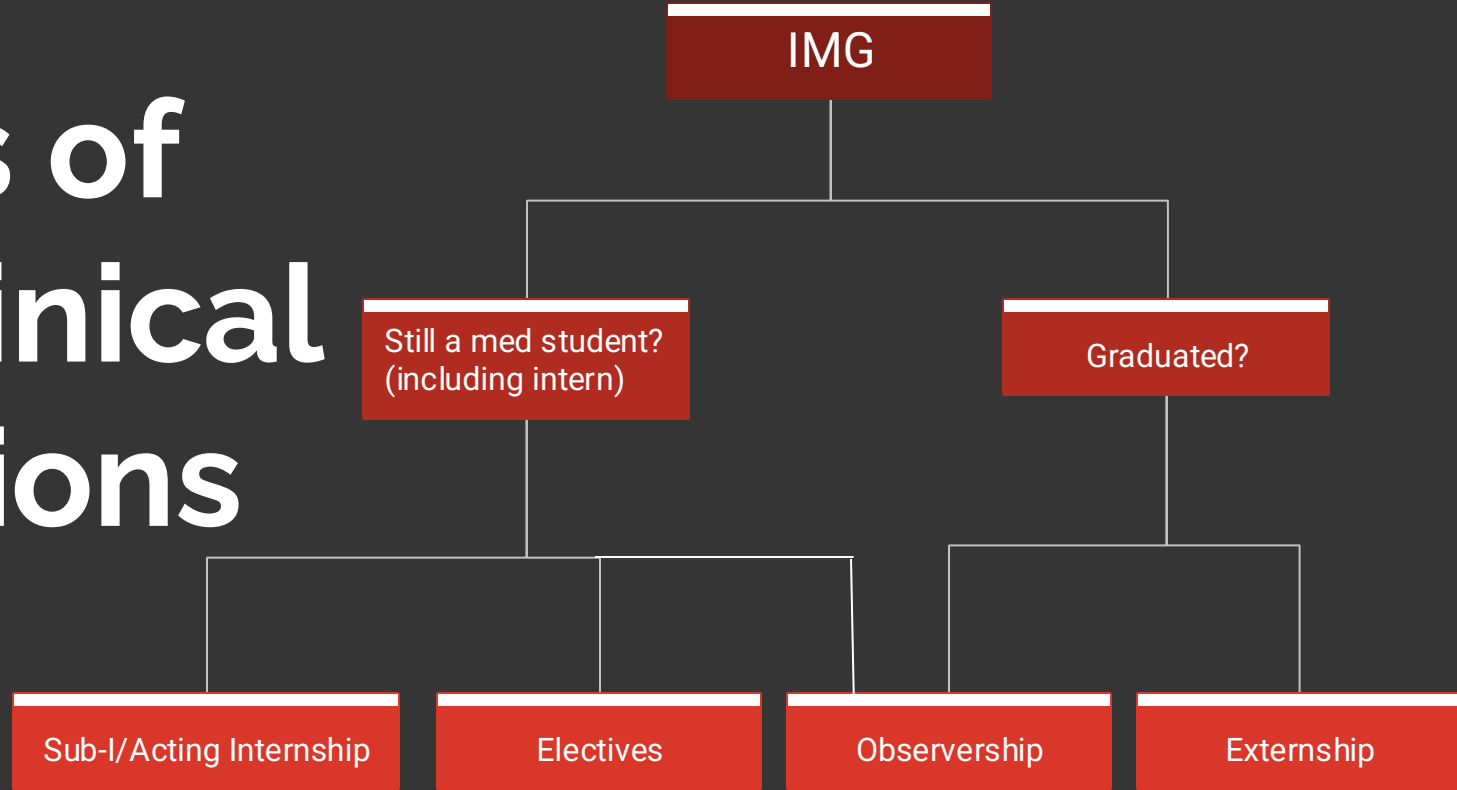 IMG
s of
inical
ions
Still a med student?
(including intern)
Graduated?
Sub-I/Acting Internship
Electives
Observership
Externship